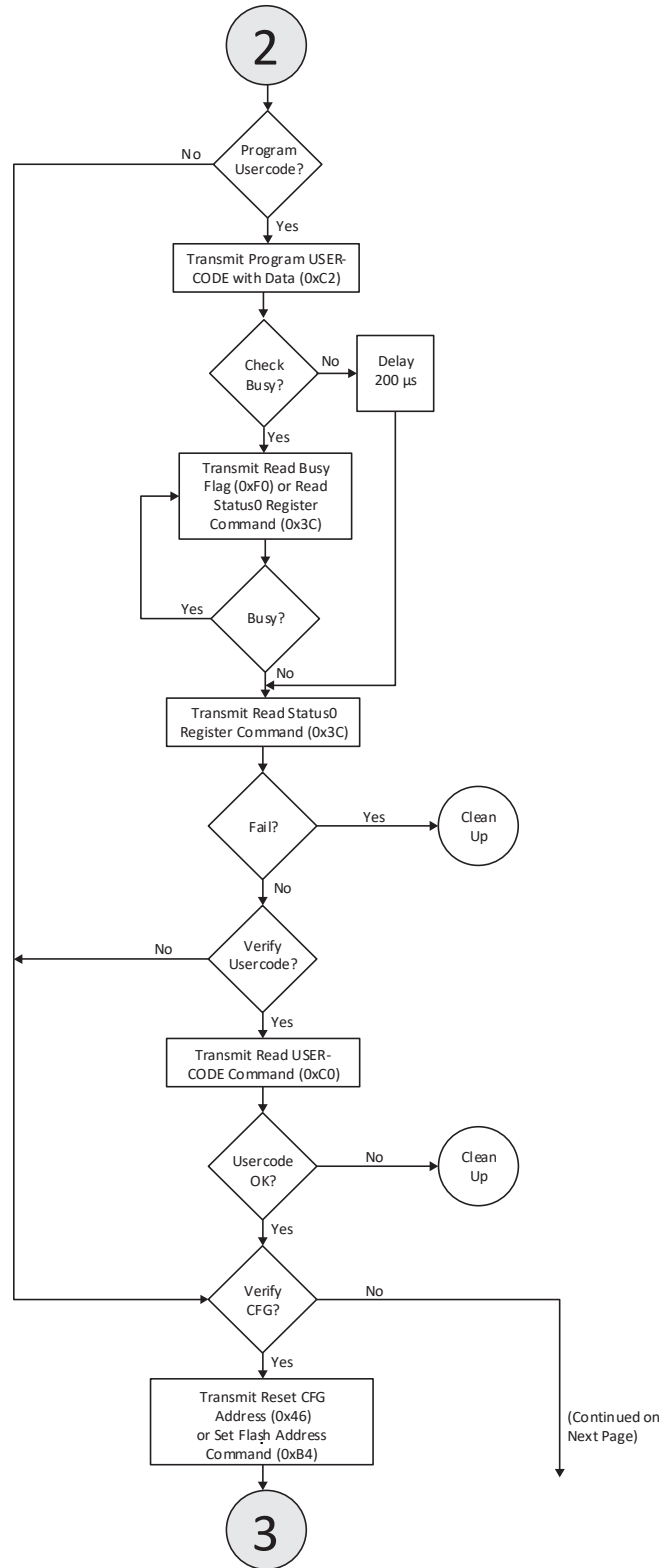 2
Program
Usercode?
No
Yes
Transmit Program USER-
CODE with Data (0xC2)
Check
Busy?
No
Delay
200 µs
Yes
Transmit Read Busy
Flag (0xF0) or Read
Status0 Register
Command (0x3C)
Yes
Busy?
No
Transmit Read Status0
Register Command (0x3C)
Fail?
Yes
Clean
Up
No
No
Verify
Usercode?
Yes
Transmit Read USER-
CODE Command (0xC0)
Usercode
OK?
No
Clean
Up
Yes
Verify
CFG?
No
Yes
Transmit Reset CFG
Address (0x46)
or Set Flash Address
Command (0xB4)
(Continued on
Next Page)
3